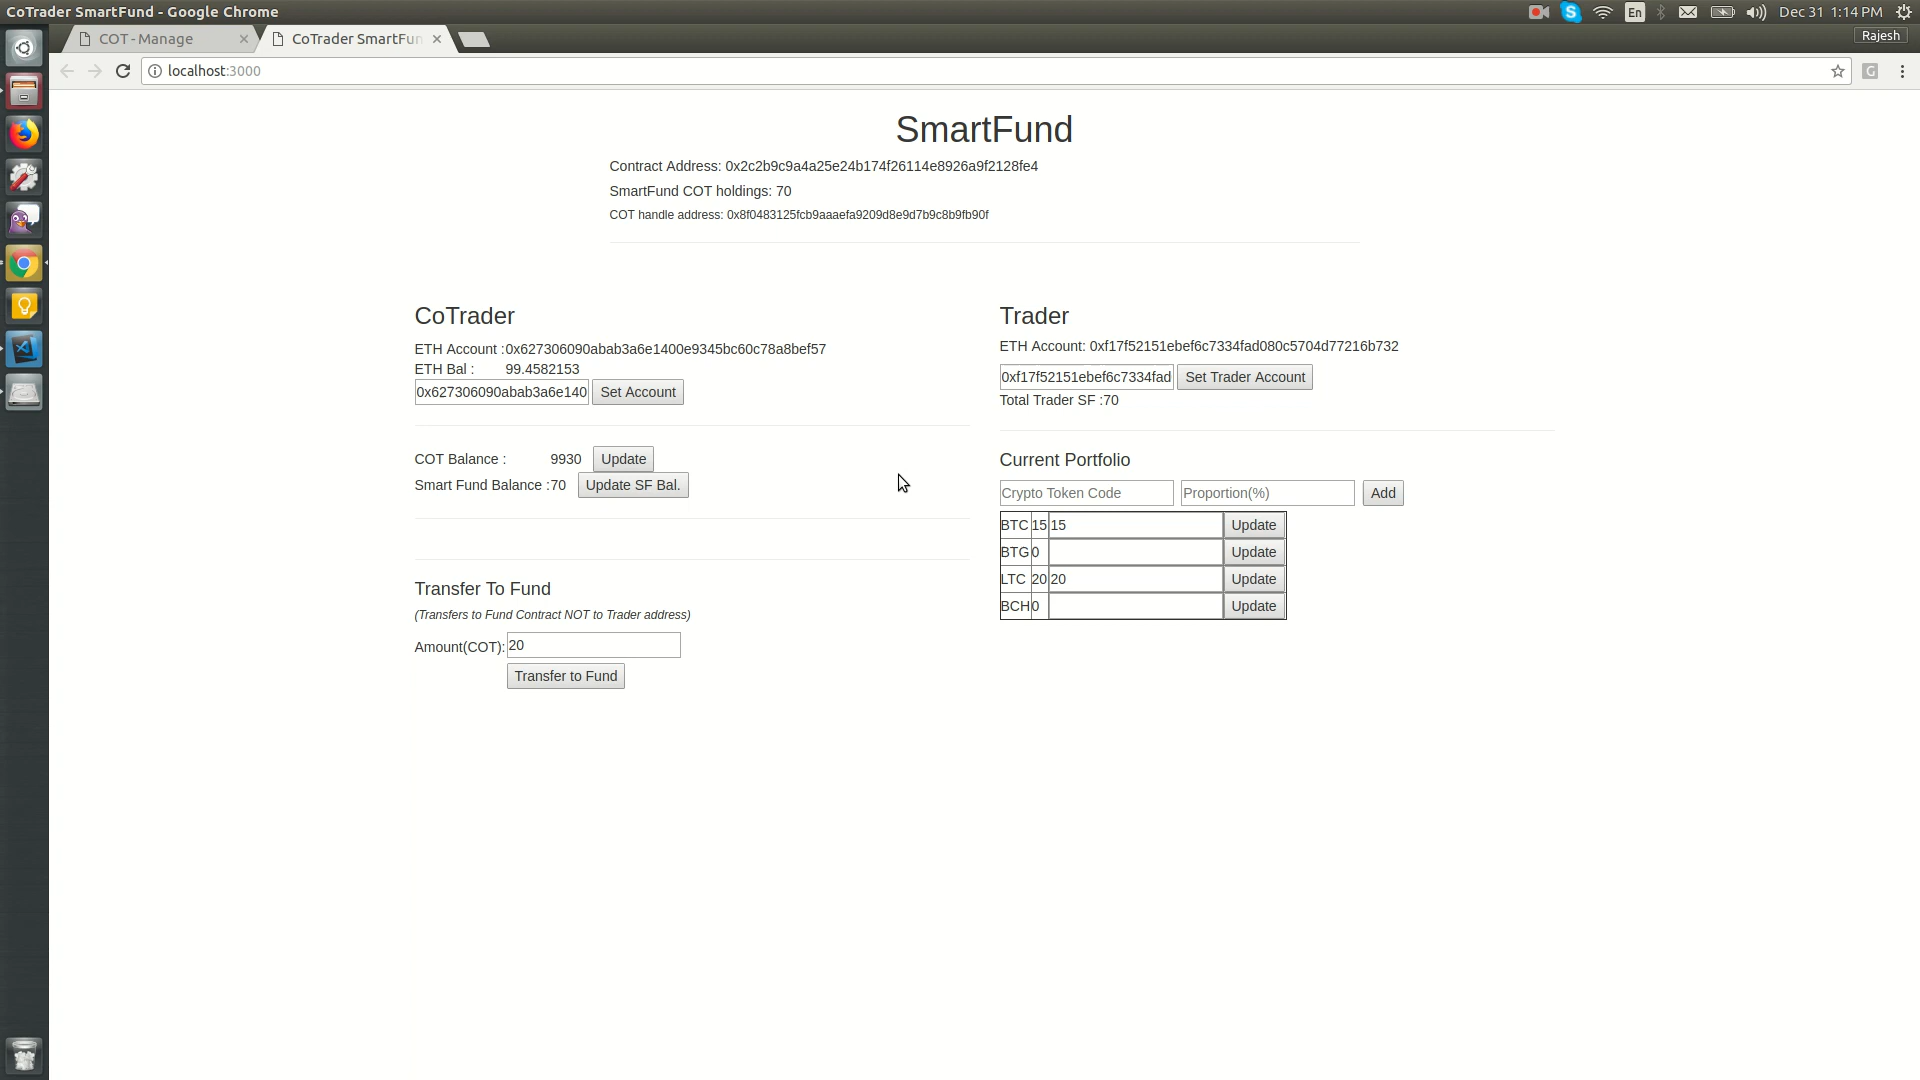 CoTrader SmartFund - Google Chrome
En
Dec 31 1:14 PM
COT - Manage
CoTrader SmartFun
Rajesh
localhost:3000
G
SmartFund
Contract Address: 0x2c2b9c9a4a25e24b174f26114e8926a9f2128fe4
SmartFund COT holdings: 70
COT handle address: 0x8f0483125fcb9aaaefa9209d8e9d7b9c8b9fb90f
CoTrader
ETH Account :0x627306090abab3a6e1400e9345bc60c78a8bef57
ETH Bal : 99.4582153
0x627306090abab3a6e140 Set Account
COT Balance : 9930 Update
Smart Fund Balance :70 Update SF Bal.
Transfer To Fund
(Transfers to Fund Contract NOT to Trader address)
Amount(COT): 20
Transfer to Fund
Trader
ETH Account: 0xf17f52151ebef6c7334fad080c5704d77216b732
0xf17f52151ebef6c7334fad Set Trader Account
Total Trader SF :70
Current Portfolio
Crypto Token Code Proportion(%) Add
BTC 15 15 Update
BTG 0 Update
LTC 20 20 Update
BCH 0 Update